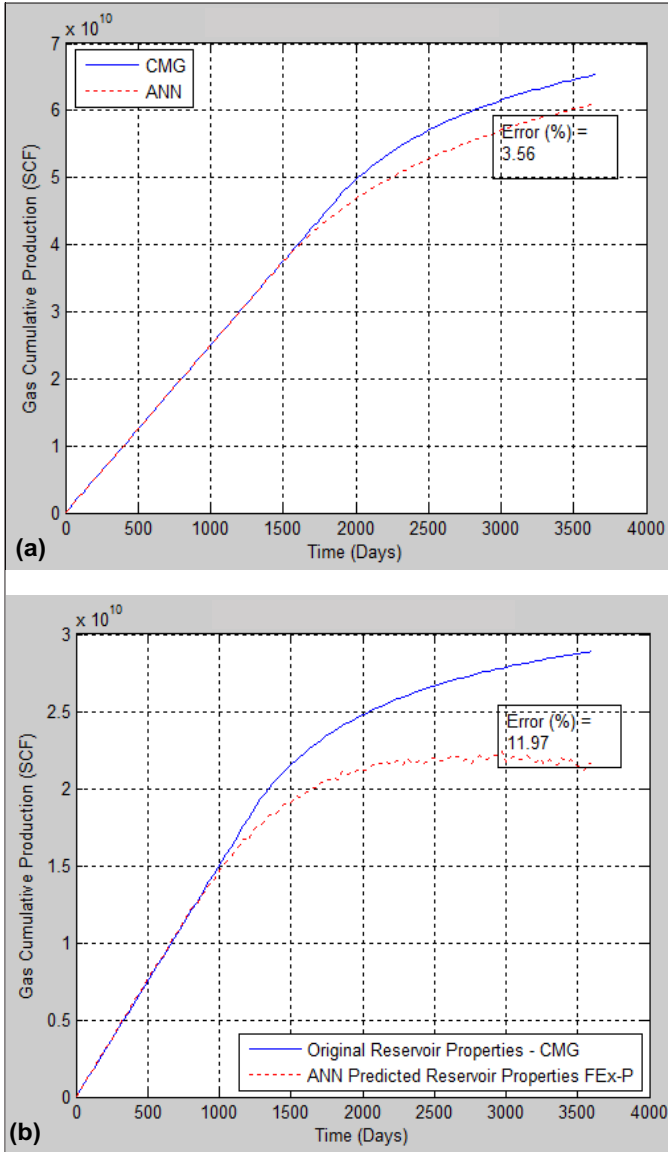 x 10^10
7
6
5
4
3
2
1
0
Gas Cumulative Production (SCF)
CMG
ANN
Error (%) =
3.56
0 500 1000 1500 2000 2500 3000 3500 4000
Time (Days)
(a)
x 10^10
3
2.5
2
1.5
1
0.5
0
Gas Cumulative Production (SCF)
Error (%) =
11.97
Original Reservoir Properties - CMG
ANN Predicted Reservoir Properties FEx-P
0 500 1000 1500 2000 2500 3000 3500 4000
Time (Days)
(b)